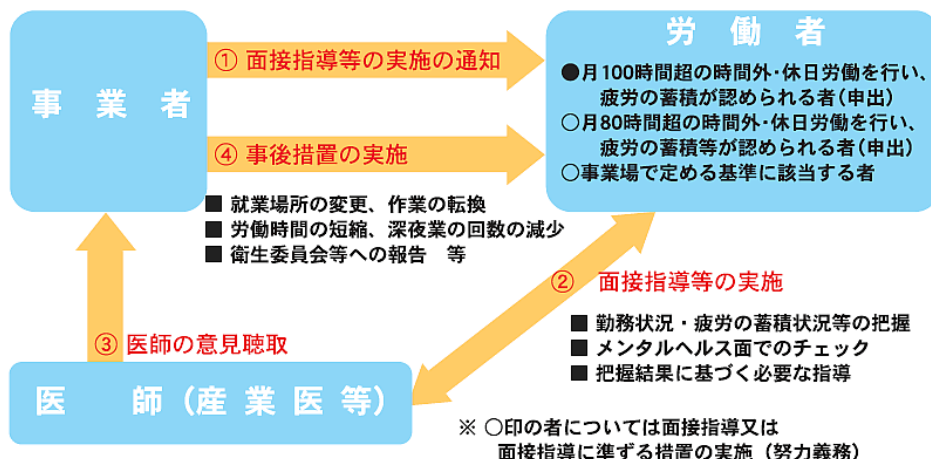 事業者
① 面接指導等の実施の通知
④ 事後措置の実施
■ 就業場所の変更、作業の転換
■ 労働時間の短縮、深夜業の回数の減少
■ 衛生委員会等への報告　等
労働者
●月100時間超の時間外・休日労働を行い、
疲労の蓄積が認められる者(申出)
○月80時間超の時間外・休日労働を行い、
疲労の蓄積等が認められる者(申出)
○事業場で定める基準に該当する者
②　面接指導等の実施
■ 勤務状況・疲労の蓄積状況等の把握
■ メンタルヘルス面でのチェック
■ 把握結果に基づく必要な指導
③ 医師の意見聴取
医　師（産業医等）
※ ○印の者については面接指導又は
面接指導に準ずる措置の実施（努力義務）